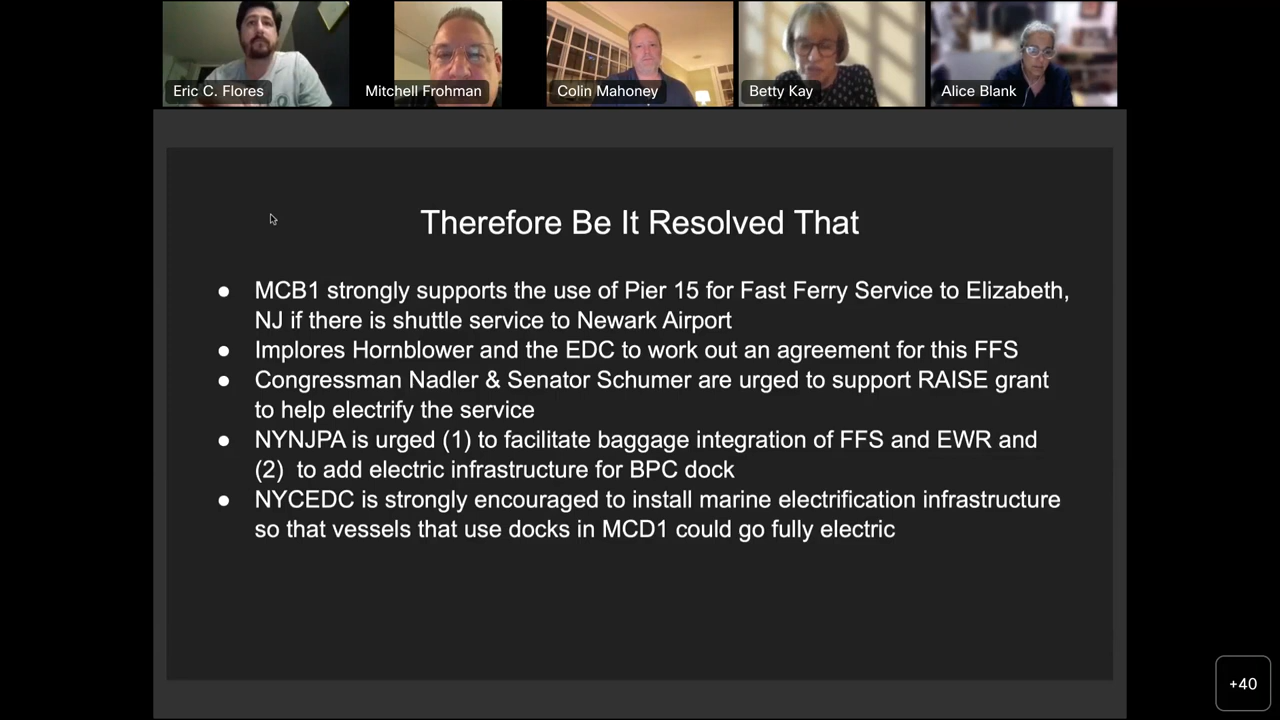 Eric C. Flores
Mitchell Frohman
Colin Mahoney
Betty Kay
Alice Blank
Therefore Be It Resolved That
● MCB1 strongly supports the use of Pier 15 for Fast Ferry Service to Elizabeth,
NJ if there is shuttle service to Newark Airport
● Implores Hornblower and the EDC to work out an agreement for this FFS
● Congressman Nadler & Senator Schumer are urged to support RAISE grant
to help electrify the service
● NYNJPA is urged (1) to facilitate baggage integration of FFS and EWR and
(2) to add electric infrastructure for BPC dock
● NYCEDC is strongly encouraged to install marine electrification infrastructure
so that vessels that use docks in MCD1 could go fully electric
+40